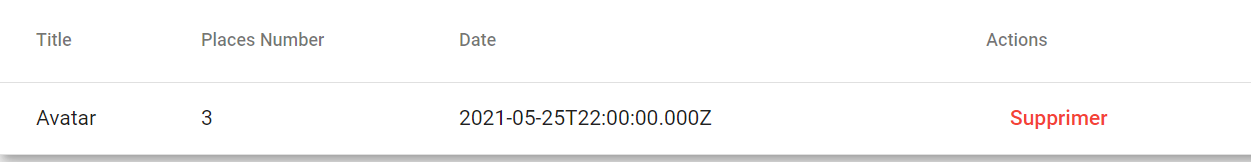 Title Places Number Date Actions
Avatar 3 2021-05-25T22:00:00.000Z Supprimer